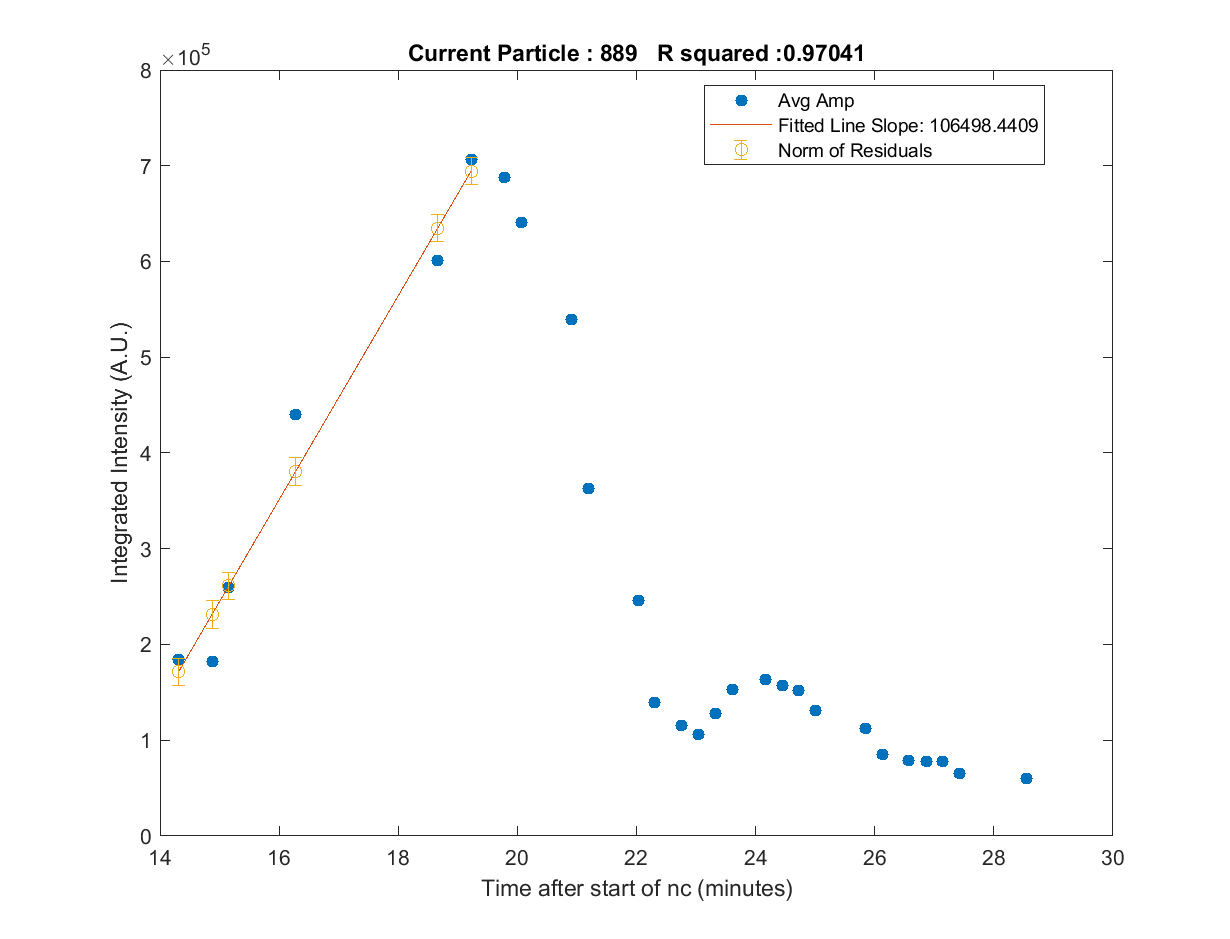 Current Particle : 889 R squared :0.97041
×10^5
8
7
6
5
4
3
2
1
0
Integrated Intensity (A.U.)
Avg Amp
Fitted Line Slope: 106498.4409
Norm of Residuals
14 16 18 20 22 24 26 28 30
Time after start of nc (minutes)